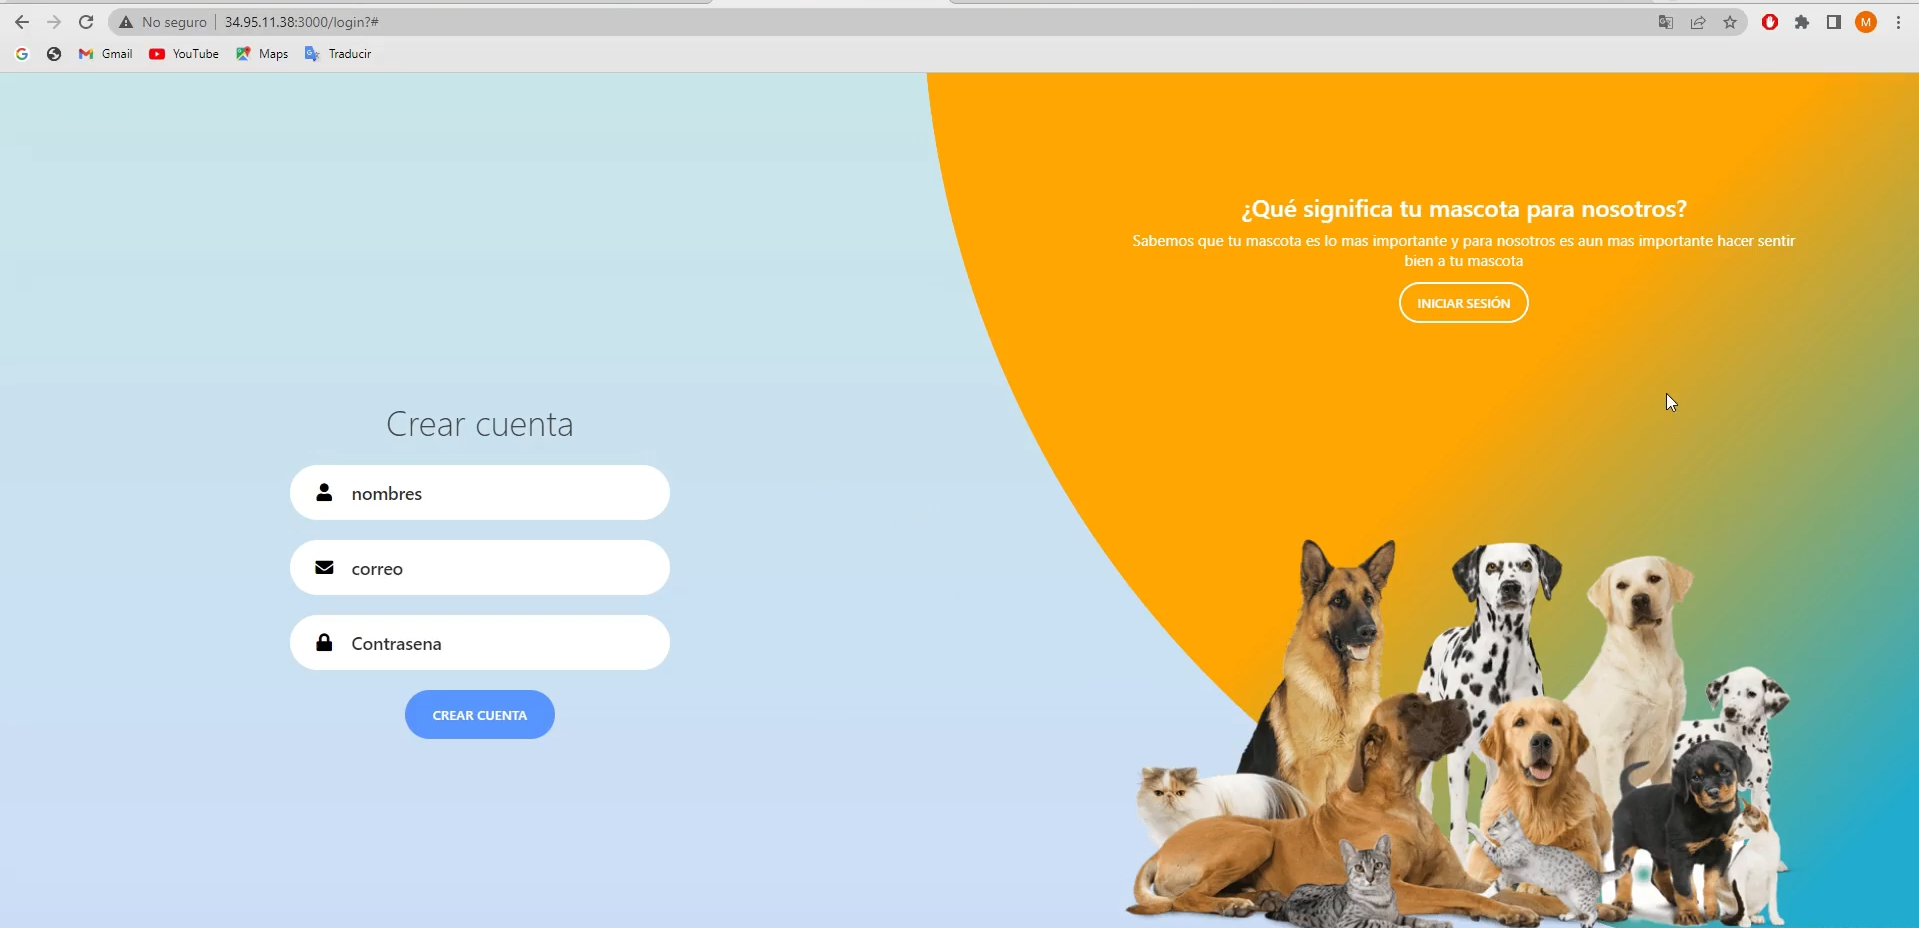 No seguro
34.95.11.38:3000/login?#
M
Gmail
YouTube
Maps
Traducir
¿Qué significa tu mascota para nosotros?
Sabemos que tu mascota es lo mas importante y para nosotros es aun mas importante hacer sentir
bien a tu mascota
INICIAR SESIÓN
Crear cuenta
nombres
correo
Contrasena
CREAR CUENTA